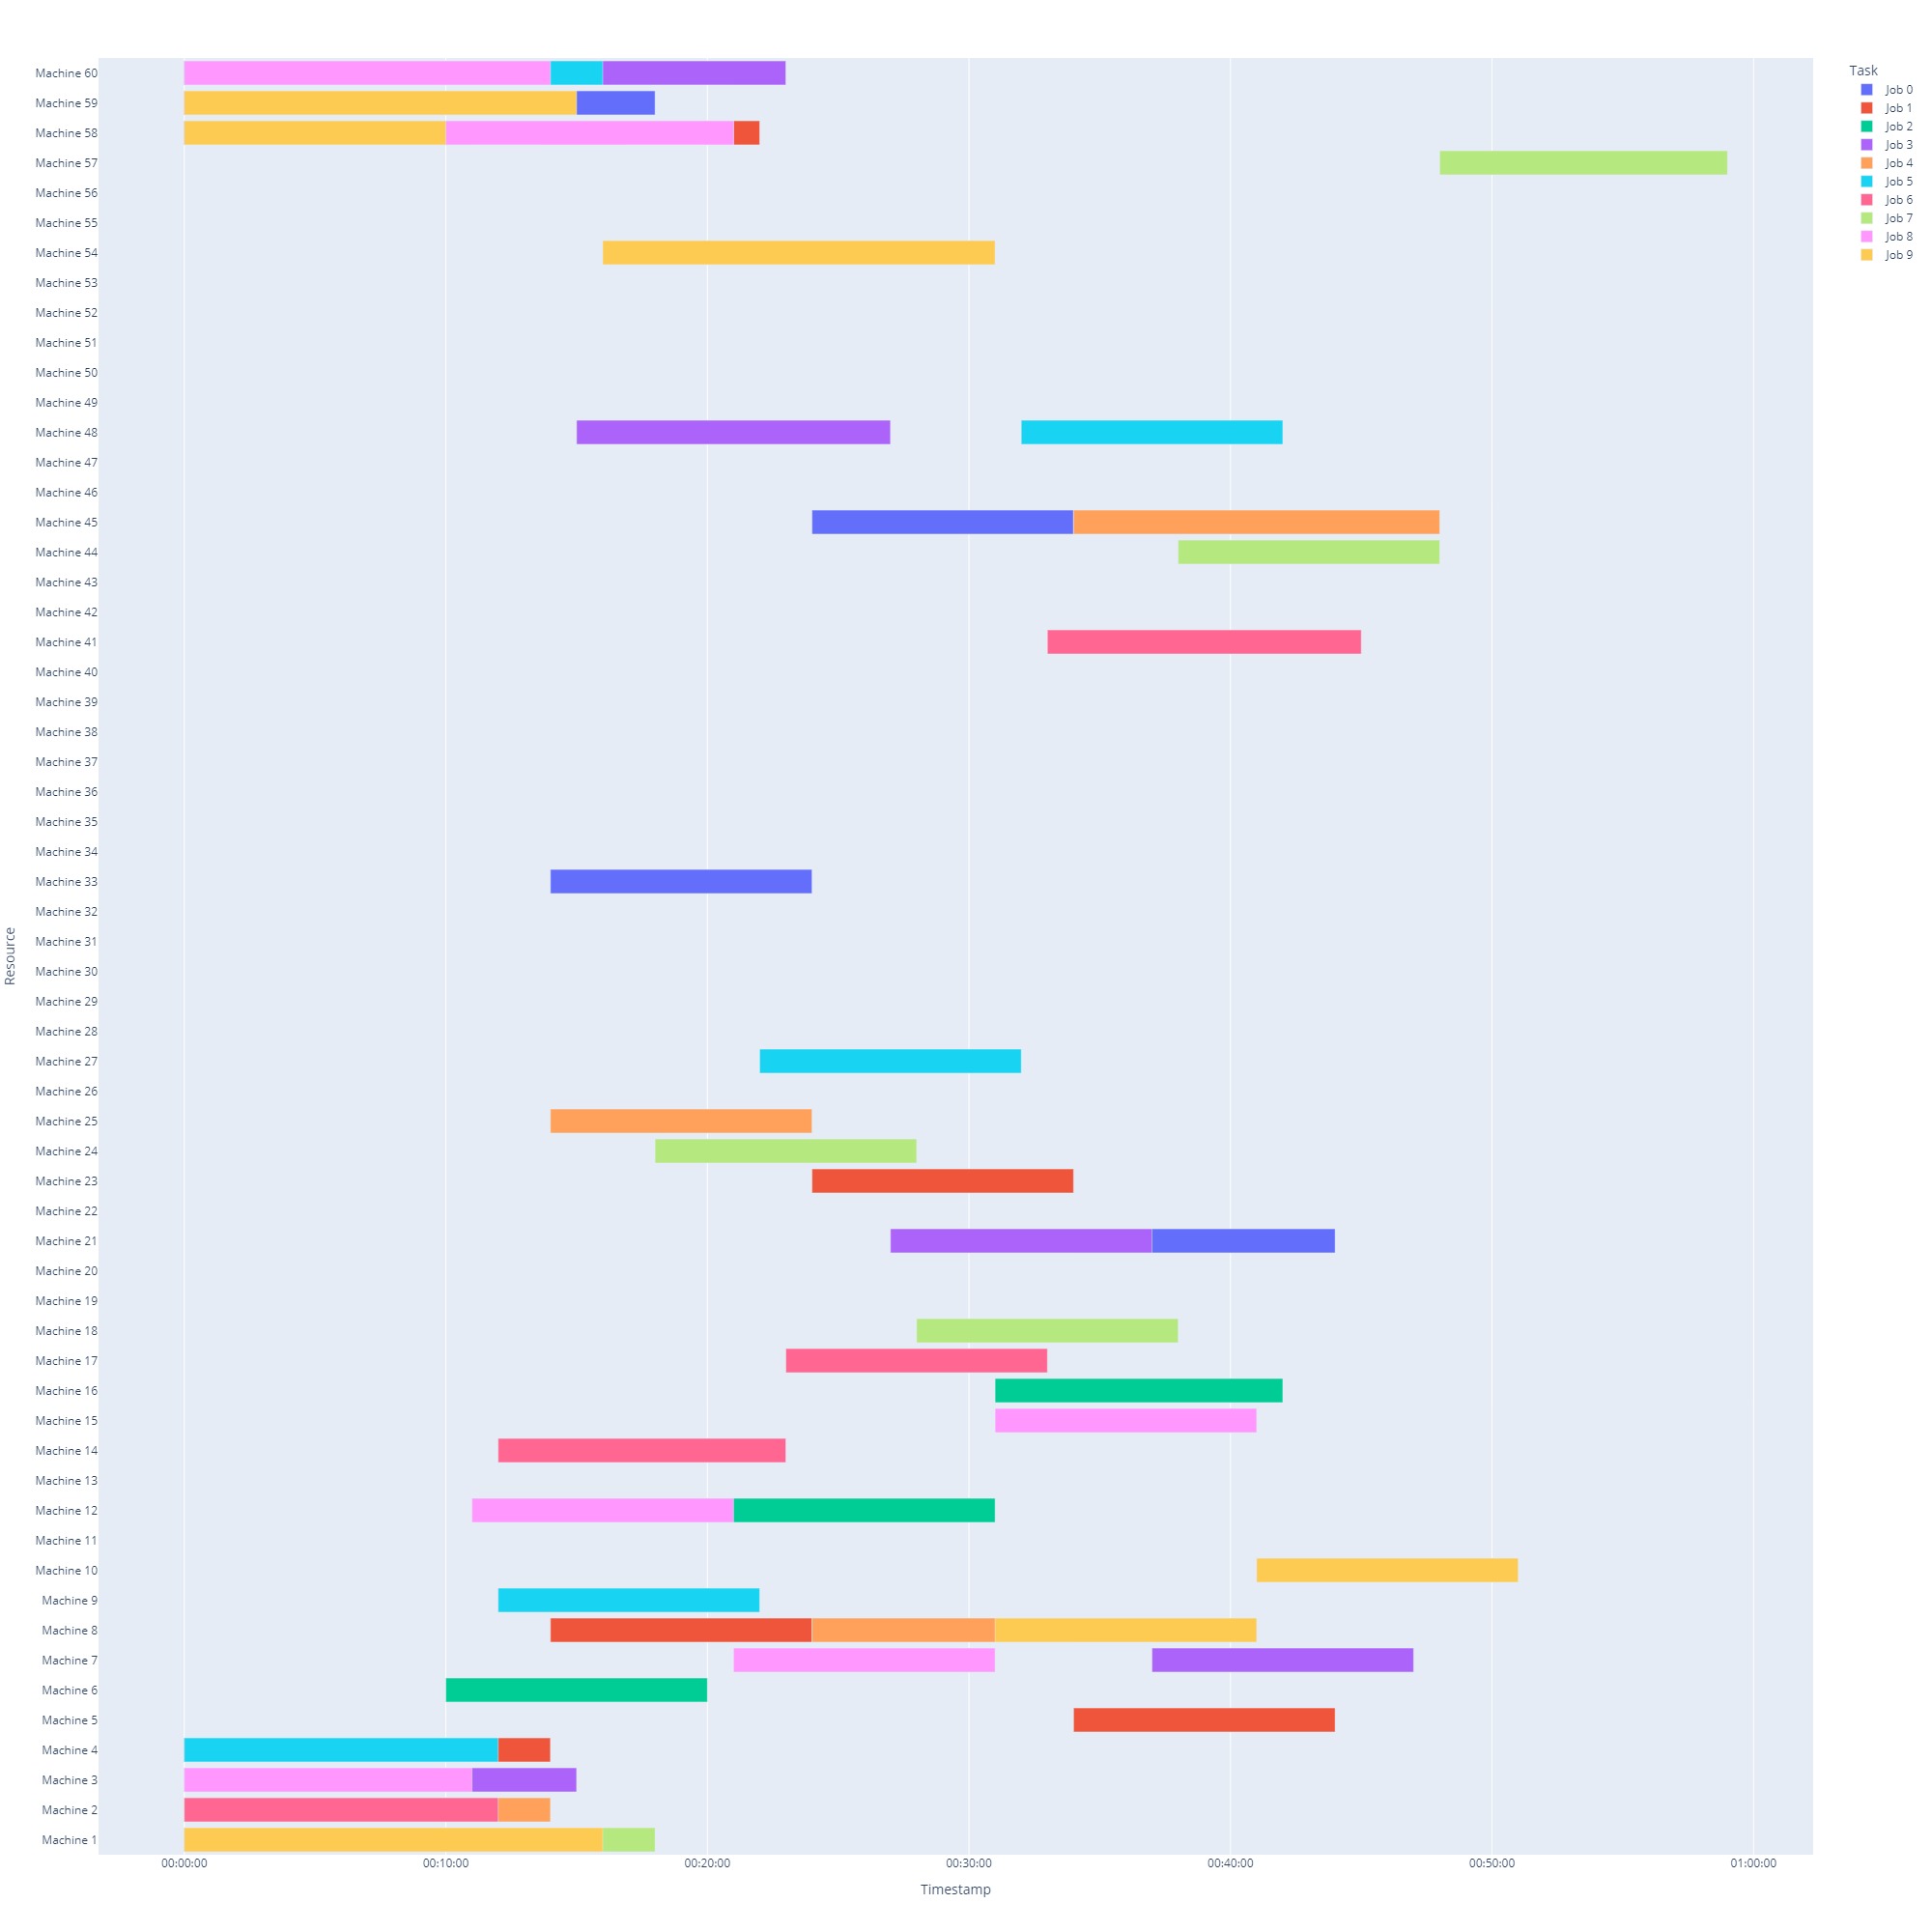 Machine 60
Machine 59
Machine 58
Machine 57
Machine 56
Machine 55
Machine 54
Machine 53
Machine 52
Machine 51
Machine 50
Machine 49
Machine 48
Machine 47
Machine 46
Machine 45
Machine 44
Machine 43
Machine 42
Machine 41
Machine 40
Machine 39
Machine 38
Machine 37
Machine 36
Machine 35
Machine 34
Machine 33
Machine 32
Machine 31
Machine 30
Machine 29
Machine 28
Machine 27
Machine 26
Machine 25
Machine 24
Machine 23
Machine 22
Machine 21
Machine 20
Machine 19
Machine 18
Machine 17
Machine 16
Machine 15
Machine 14
Machine 13
Machine 12
Machine 11
Machine 10
Machine 9
Machine 8
Machine 7
Machine 6
Machine 5
Machine 4
Machine 3
Machine 2
Machine 1
Resource
00:00:00 00:10:00 00:20:00 00:30:00 00:40:00 00:50:00 01:00:00
Timestamp
Task
Job 0
Job 1
Job 2
Job 3
Job 4
Job 5
Job 6
Job 7
Job 8
Job 9